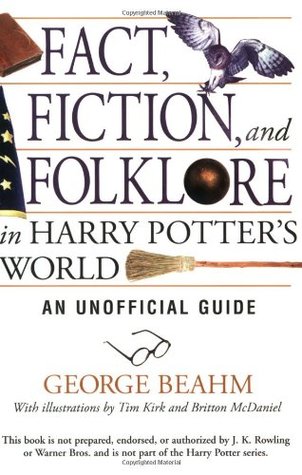 FACT,
FICTION, and
FOLKLORE
in HARRY POTTER'S
WORLD
AN UNOFFICIAL GUIDE
GEORGE BEAHM
With illustrations by Tim Kirk and Britton McDaniel
This book is not prepared, endorsed, or authorized by J. K. Rowling
or Warner Bros. and is not part of the Harry Potter series.